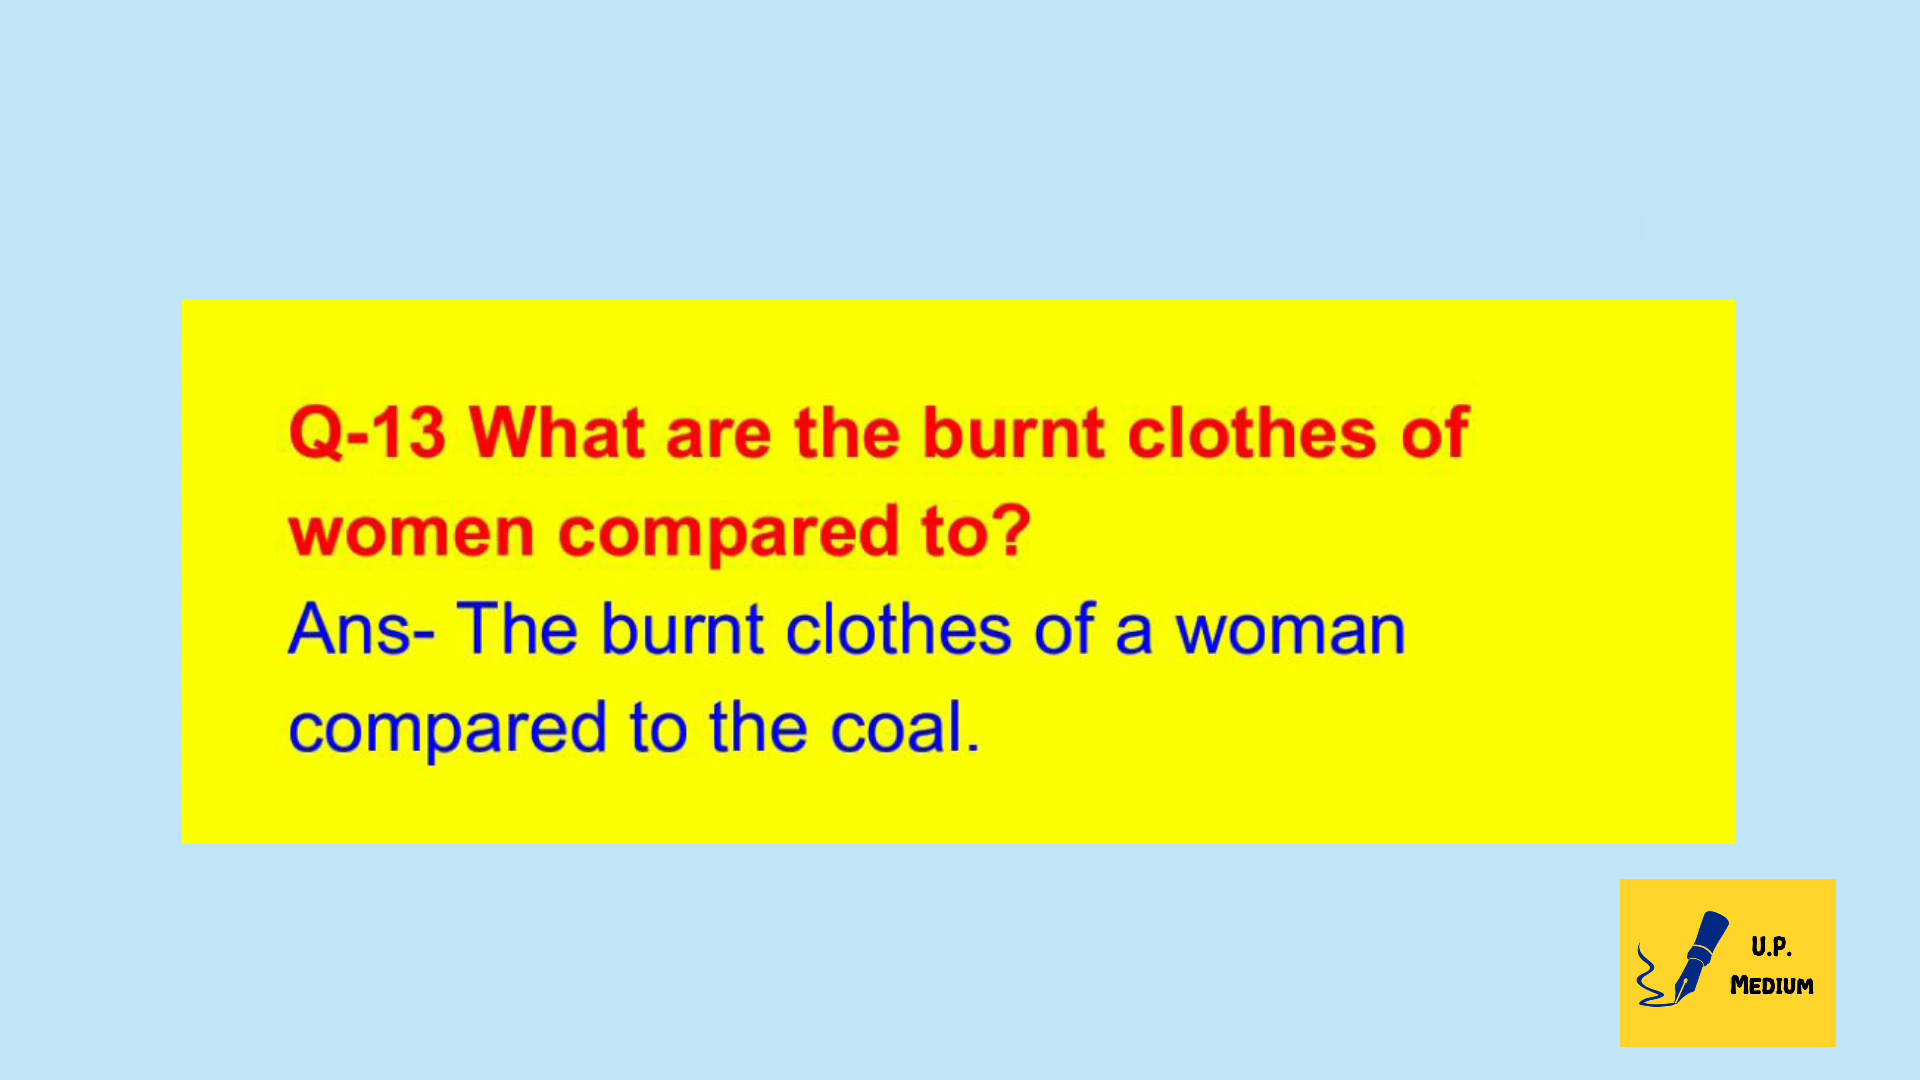 Q-13 What are the burnt clothes of
women compared to?
Ans- The burnt clothes of a woman
compared to the coal.
U.P.
MEDIUM